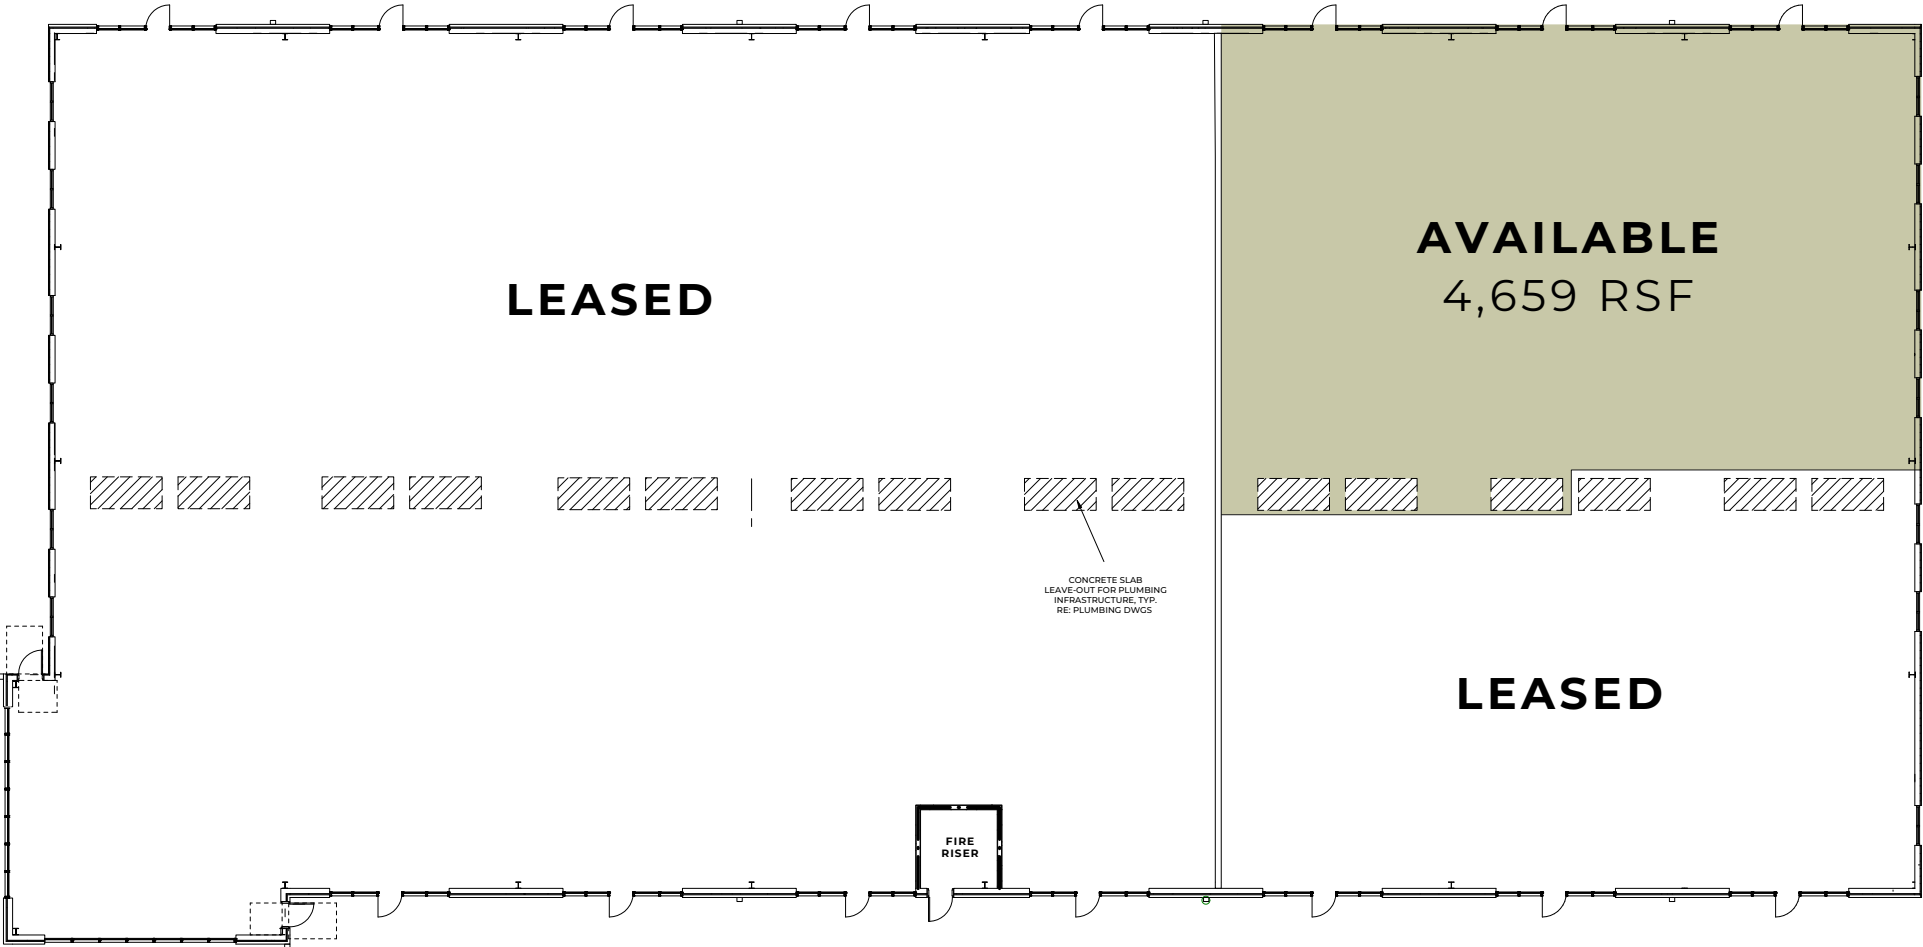 AVAILABLE
4,659 RSF
LEASED
CONCRETE SLAB
LEAVE-OUT FOR PLUMBING
INFRASTRUCTURE, TYP.
RE: PLUMBING DWGS
LEASED
FIRE
RISER